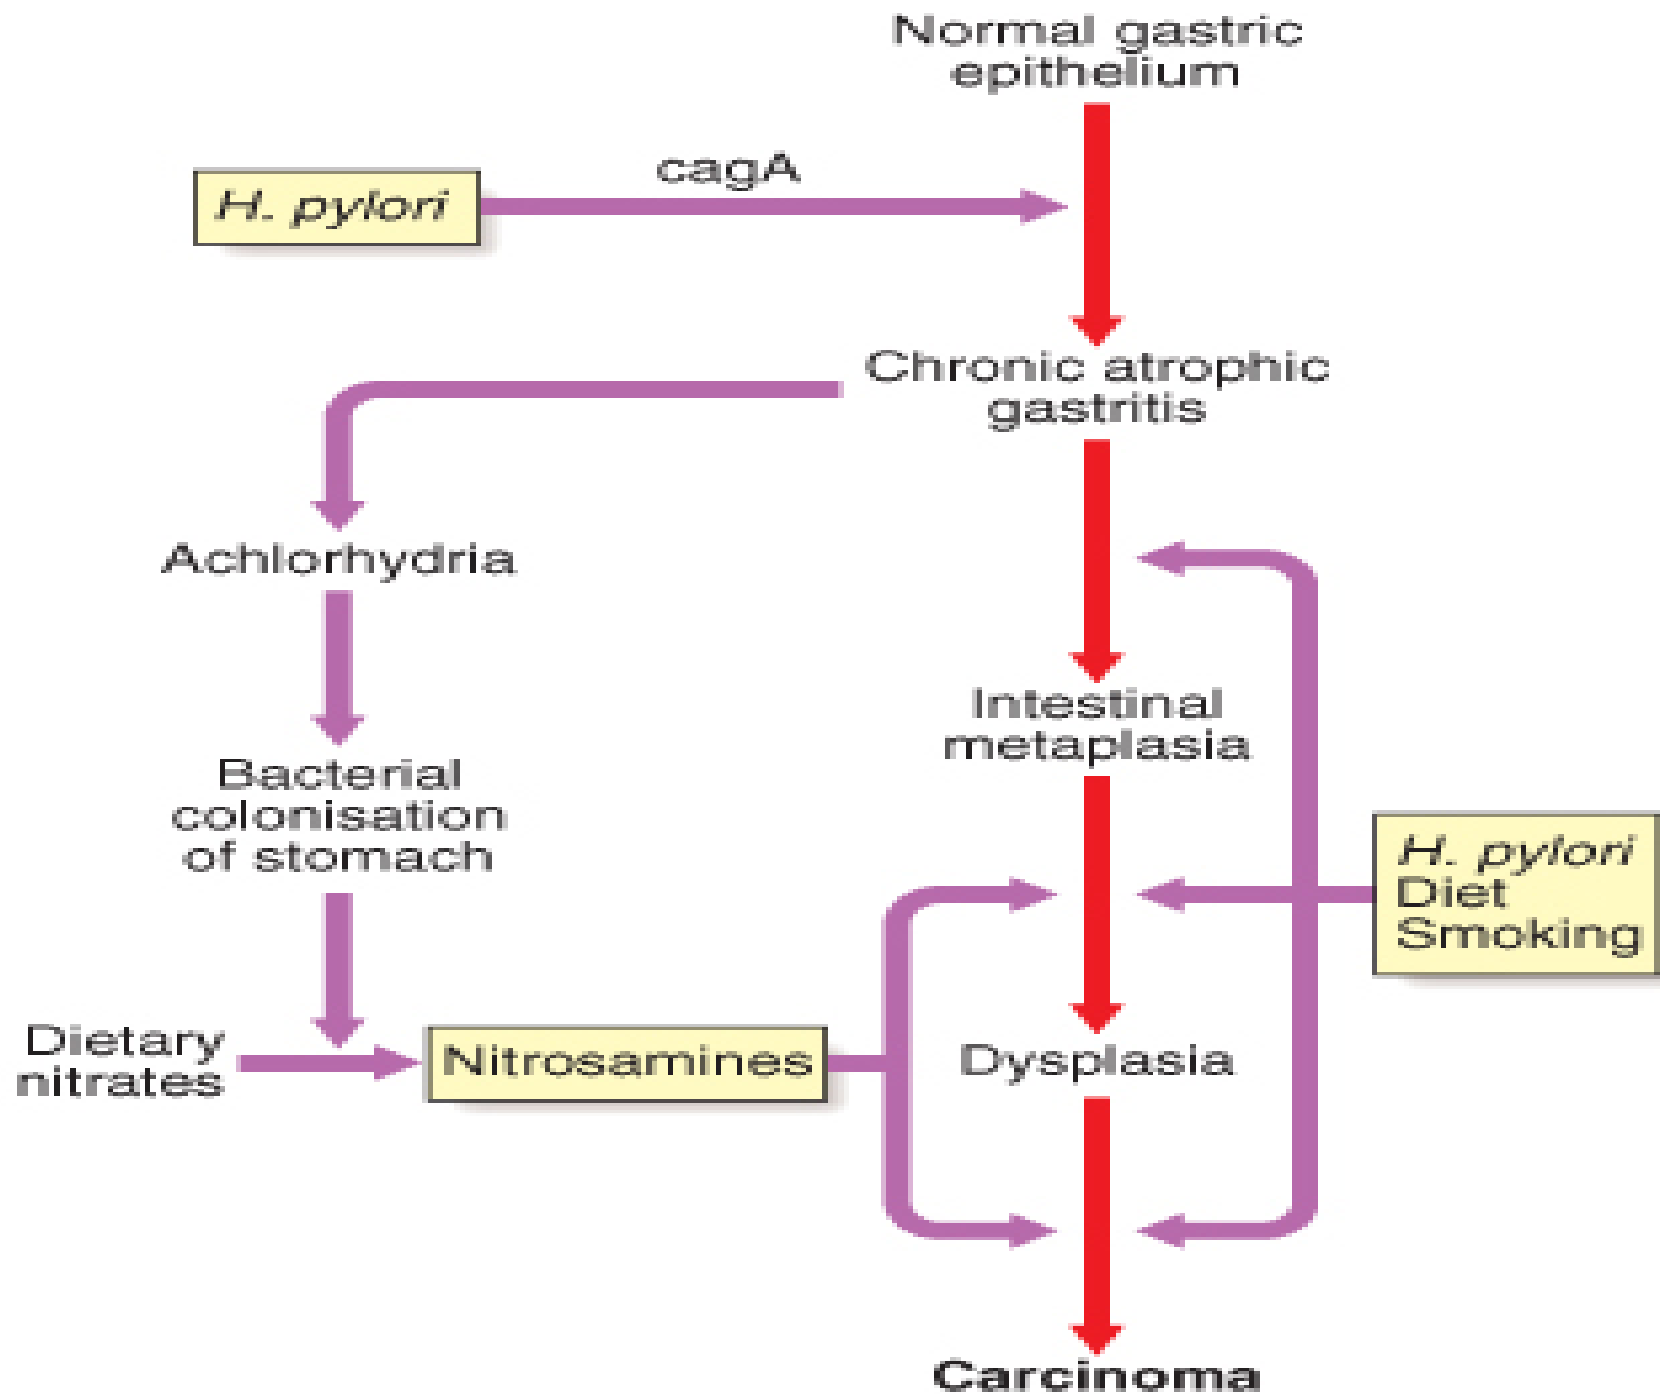 Normal gastric
epithelium
cagA
H. pylori
Chronic atrophic
gastritis
Achlorhydria
Intestinal
metaplasia
Bacterial
colonisation
of stomach
H. pylori
Diet
Smoking
Dietary
nitrates
Nitrosamines
Dysplasia
Carcinoma